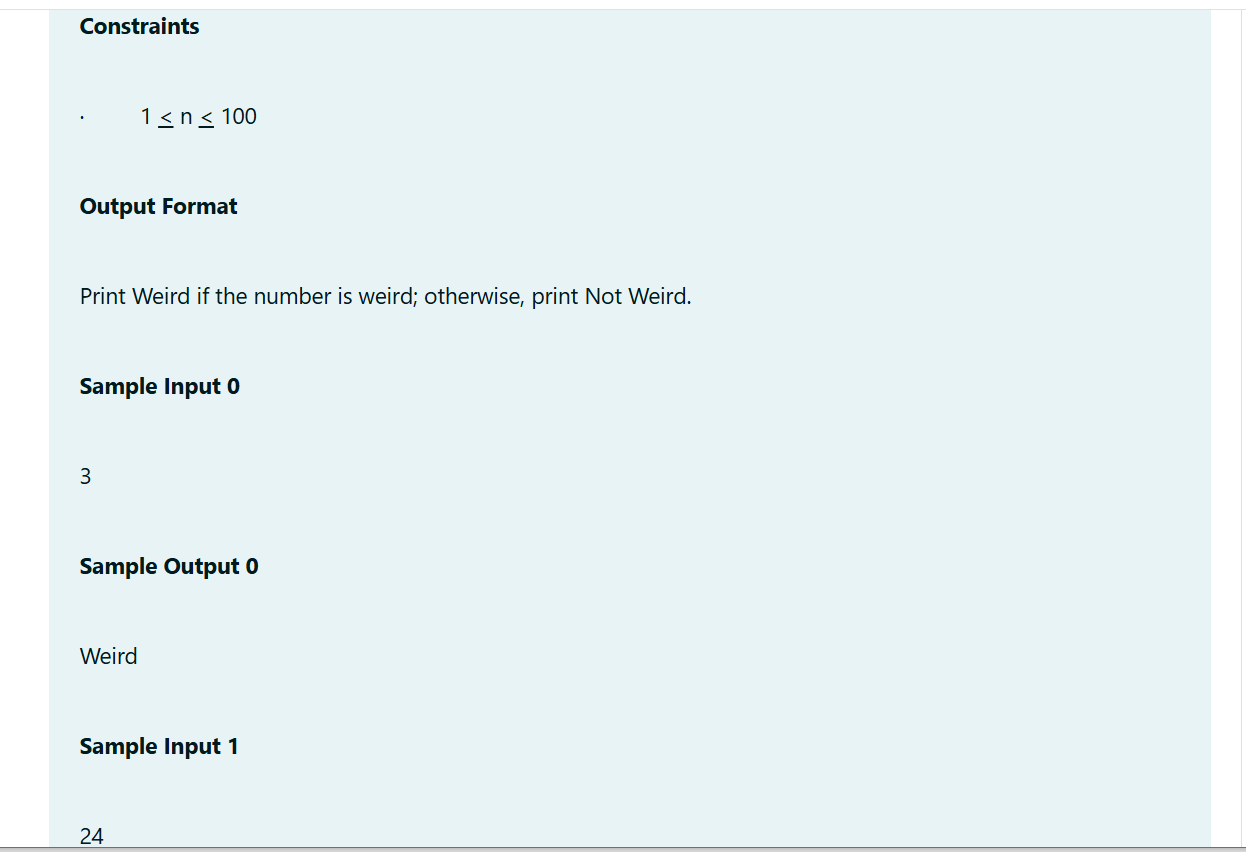 Constraints
· 1 < n < 100
Output Format
Print Weird if the number is weird; otherwise, print Not Weird.
Sample Input 0
3
Sample Output 0
Weird
Sample Input 1
24